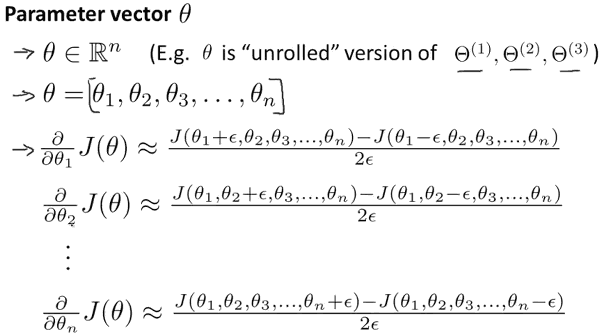 Parameter vector θ
→ θ ∈ ℝⁿ (E.g. θ is “unrolled” version of Θ⁽¹⁾, Θ⁽²⁾, Θ⁽³⁾)
→ θ = [θ₁, θ₂, θ₃, . . . , θₙ]
→ ∂/∂θ₁ J(θ) ≈ (J(θ₁+ϵ,θ₂,θ₃,...,θₙ)−J(θ₁−ϵ,θ₂,θ₃,...,θₙ))/2ϵ
∂/∂θ₂ J(θ) ≈ (J(θ₁,θ₂+ϵ,θ₃,...,θₙ)−J(θ₁,θ₂−ϵ,θ₃,...,θₙ))/2ϵ
⋮
∂/∂θₙ J(θ) ≈ (J(θ₁,θ₂,θ₃,...,θₙ+ϵ)−J(θ₁,θ₂,θ₃,...,θₙ−ϵ))/2ϵ